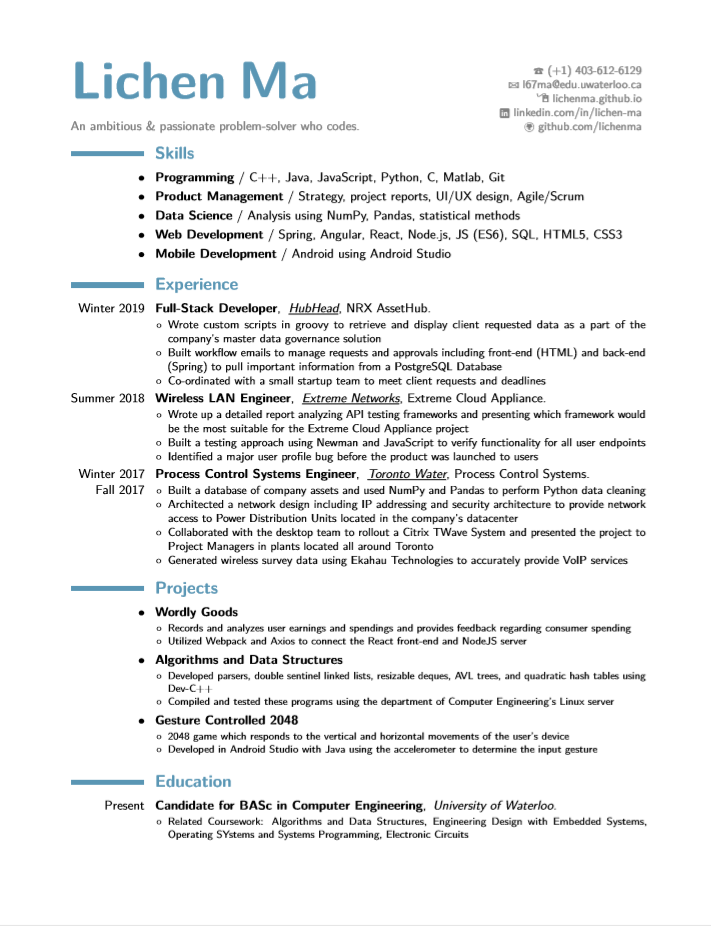 Lichen Ma
(+1) 403-612-6129
l67ma@edu.uwaterloo.ca
lichenma.github.io
linkedin.com/in/lichen-ma
github.com/lichenma
An ambitious & passionate problem-solver who codes.
Skills
• Programming / C++, Java, JavaScript, Python, C, Matlab, Git
• Product Management / Strategy, project reports, UI/UX design, Agile/Scrum
• Data Science / Analysis using NumPy, Pandas, statistical methods
• Web Development / Spring, Angular, React, Node.js, JS (ES6), SQL, HTML5, CSS3
• Mobile Development / Android using Android Studio
Experience
Winter 2019 Full-Stack Developer, HubHead, NRX AssetHub.
○ Wrote custom scripts in groovy to retrieve and display client requested data as a part of the
company's master data governance solution
○ Built workflow emails to manage requests and approvals including front-end (HTML) and back-end
(Spring) to pull important information from a PostgreSQL Database
○ Co-ordinated with a small startup team to meet client requests and deadlines
Summer 2018 Wireless LAN Engineer, Extreme Networks, Extreme Cloud Appliance.
○ Wrote up a detailed report analyzing API testing frameworks and presenting which framework would
be the most suitable for the Extreme Cloud Appliance project
○ Built a testing approach using Newman and JavaScript to verify functionality for all user endpoints
○ Identified a major user profile bug before the product was launched to users
Winter 2017 Process Control Systems Engineer, Toronto Water, Process Control Systems.
Fall 2017 ○ Built a database of company assets and used NumPy and Pandas to perform Python data cleaning
○ Architected a network design including IP addressing and security architecture to provide network
access to Power Distribution Units located in the company's datacenter
○ Collaborated with the desktop team to rollout a Citrix TWave System and presented the project to
Project Managers in plants located all around Toronto
○ Generated wireless survey data using Ekahau Technologies to accurately provide VoIP services
Projects
• Wordly Goods
○ Records and analyzes user earnings and spendings and provides feedback regarding consumer spending
○ Utilized Webpack and Axios to connect the React front-end and NodeJS server
• Algorithms and Data Structures
○ Developed parsers, double sentinel linked lists, resizable deques, AVL trees, and quadratic hash tables using
Dev-C++
○ Compiled and tested these programs using the department of Computer Engineering's Linux server
• Gesture Controlled 2048
○ 2048 game which responds to the vertical and horizontal movements of the user's device
○ Developed in Android Studio with Java using the accelerometer to determine the input gesture
Education
Present Candidate for BASc in Computer Engineering, University of Waterloo.
○ Related Coursework: Algorithms and Data Structures, Engineering Design with Embedded Systems,
Operating SYstems and Systems Programming, Electronic Circuits